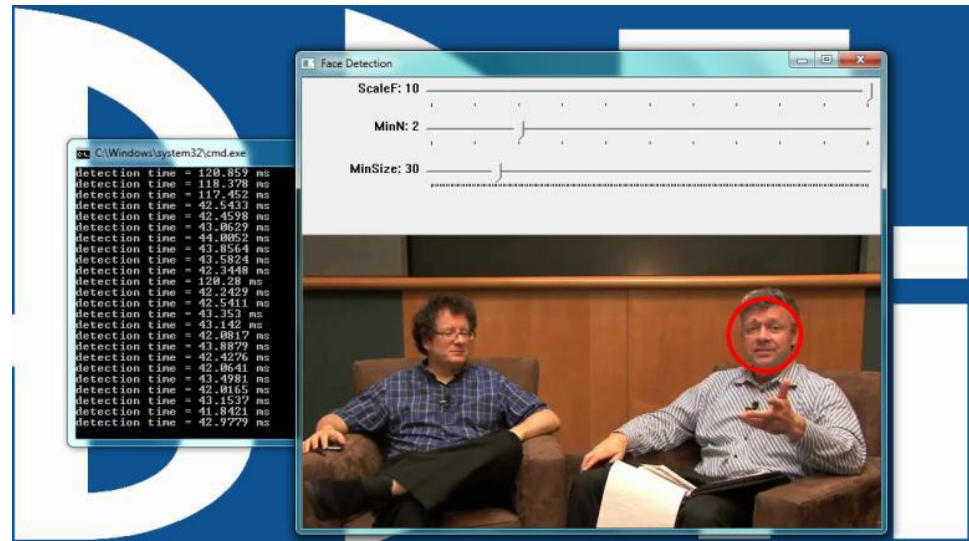 Face Detection
ScaleF: 10
MinN: 2
MinSize: 30
C:\Windows\system32\cmd.exe
detection time = 120.859 ms
detection time = 118.378 ms
detection time = 117.452 ms
detection time = 42.5433 ms
detection time = 42.4598 ms
detection time = 43.0629 ms
detection time = 44.0052 ms
detection time = 43.8564 ms
detection time = 43.5824 ms
detection time = 42.3448 ms
detection time = 120.28 ms
detection time = 42.2429 ms
detection time = 42.5411 ms
detection time = 43.353 ms
detection time = 43.142 ms
detection time = 42.0817 ms
detection time = 43.8879 ms
detection time = 42.4276 ms
detection time = 42.0641 ms
detection time = 43.4981 ms
detection time = 42.0165 ms
detection time = 43.1537 ms
detection time = 41.8421 ms
detection time = 42.9779 ms